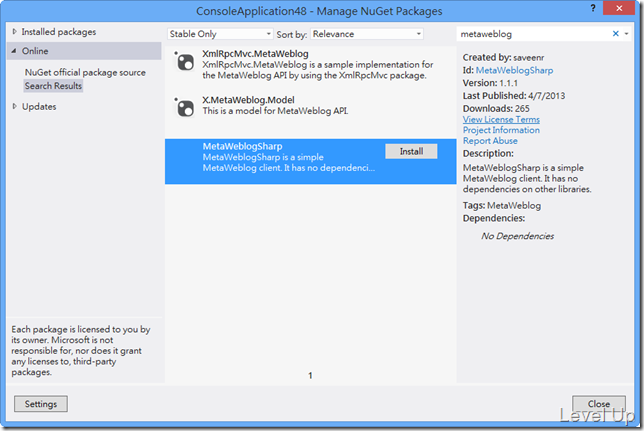 ConsoleApplication48 - Manage NuGet Packages
?
Installed packages
Online
NuGet official package source
Search Results
Updates
Each package is licensed to you by
its owner. Microsoft is not
responsible for, nor does it grant
any licenses to, third-party
packages.
Stable Only
Sort by:
Relevance
XmlRpcMvc.MetaWeblog
XmlRpcMvc.MetaWeblog is a sample implementation for
the MetaWeblog API by using the XmlRpcMvc package.
X.MetaWeblog.Model
This is a model for MetaWeblog API.
MetaWeblogSharp
Install
MetaWeblogSharp is a simple
MetaWeblog client. It has no dependenci...
1
metaweblog
Created by: saveenr
Id: MetaWeblogSharp
Version: 1.1.1
Last Published: 4/7/2013
Downloads: 265
View License Terms
Project Information
Report Abuse
Description:
MetaWeblogSharp is a simple
MetaWeblog client. It has no
dependencies on other libraries.
Tags: MetaWeblog
Dependencies:
No Dependencies
Settings
Close
Level Up